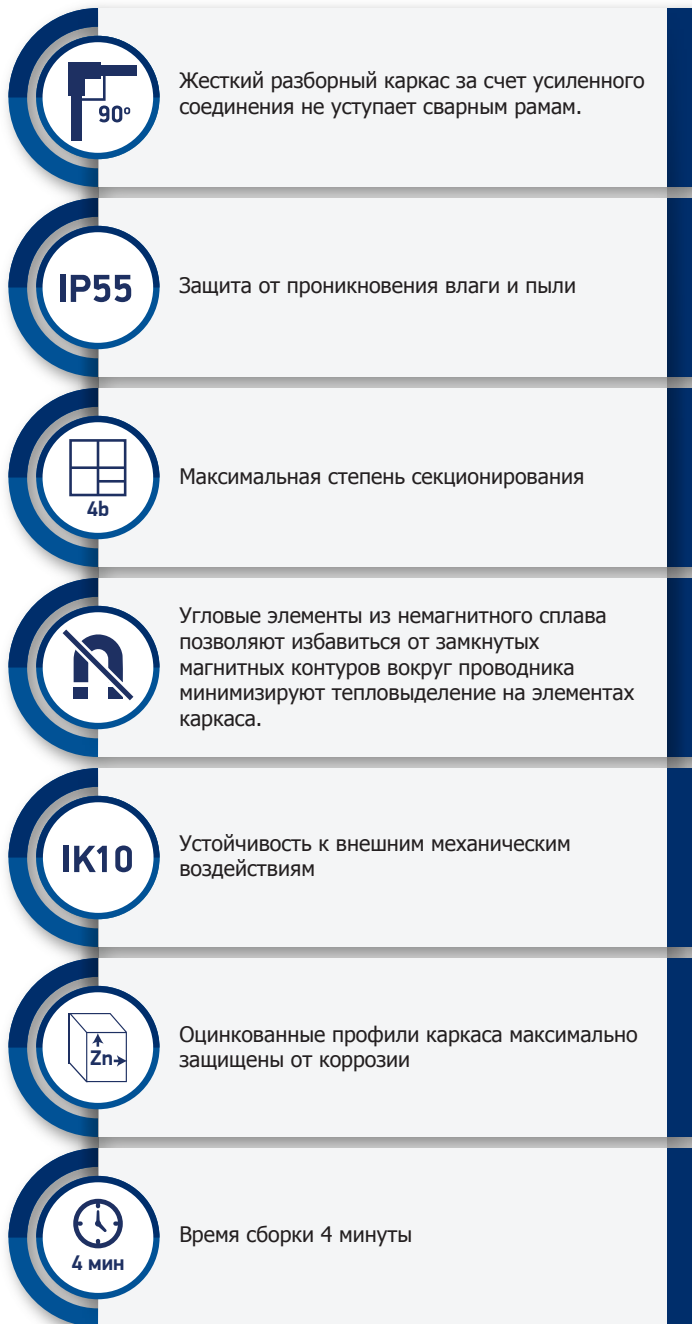 90º
Жесткий разборный каркас за счет усиленного
соединения не уступает сварным рамам.
IP55
Защита от проникновения влаги и пыли
4b
Максимальная степень секционирования
Угловые элементы из немагнитного сплава
позволяют избавиться от замкнутых
магнитных контуров вокруг проводника
минимизируют тепловыделение на элементах
каркаса.
IK10
Устойчивость к внешним механическим
воздействиям
Zn
Оцинкованные профили каркаса максимально
защищены от коррозии
4 мин
Время сборки 4 минуты